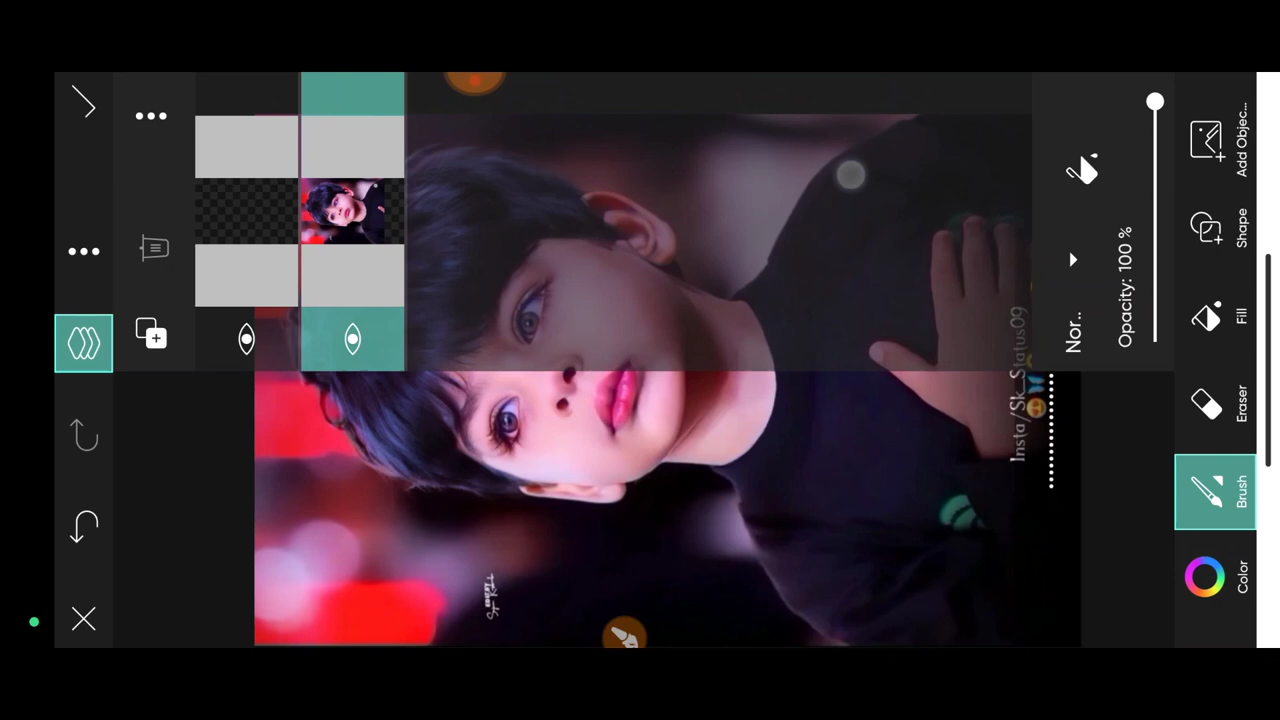 Add Objec...
Shape
Fill
Eraser
Brush
Color
Opacity: 100 %
Nor..
Insta/Sk_Status09